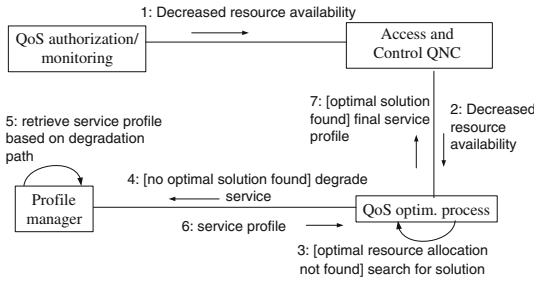 1: Decreased resource availability
QoS authorization/
monitoring
Access and
Control QNC
7: [optimal solution
found] final service
profile
2: Decreased
resource
availability
5: retrieve service profile
based on degradation
path
4: [no optimal solution found] degrade
service
Profile
manager
QoS optim. process
6: service profile
3: [optimal resource allocation
not found] search for solution